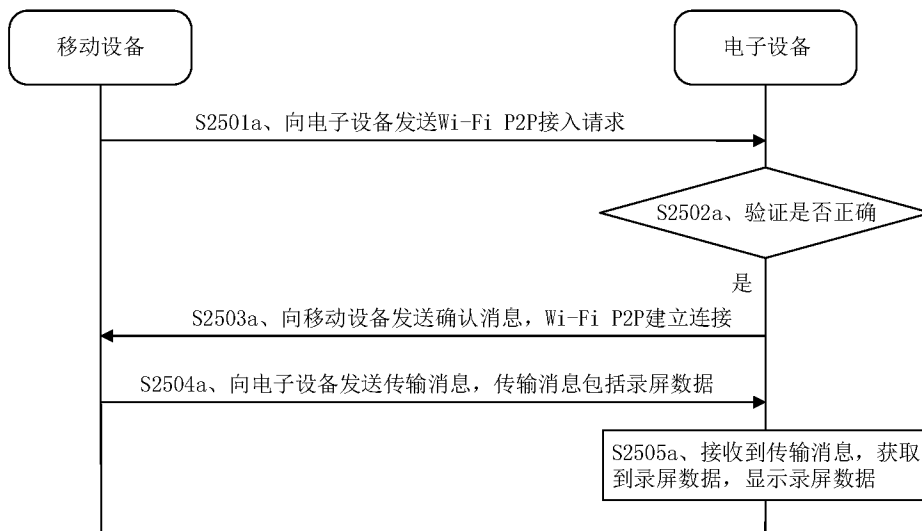 移动设备
电子设备
S2501a、向电子设备发送Wi-Fi P2P接入请求
S2502a、验证是否正确
是
S2503a、向移动设备发送确认消息，Wi-Fi P2P建立连接
S2504a、向电子设备发送传输消息，传输消息包括录屏数据
S2505a、接收到传输消息，获取
到录屏数据，显示录屏数据